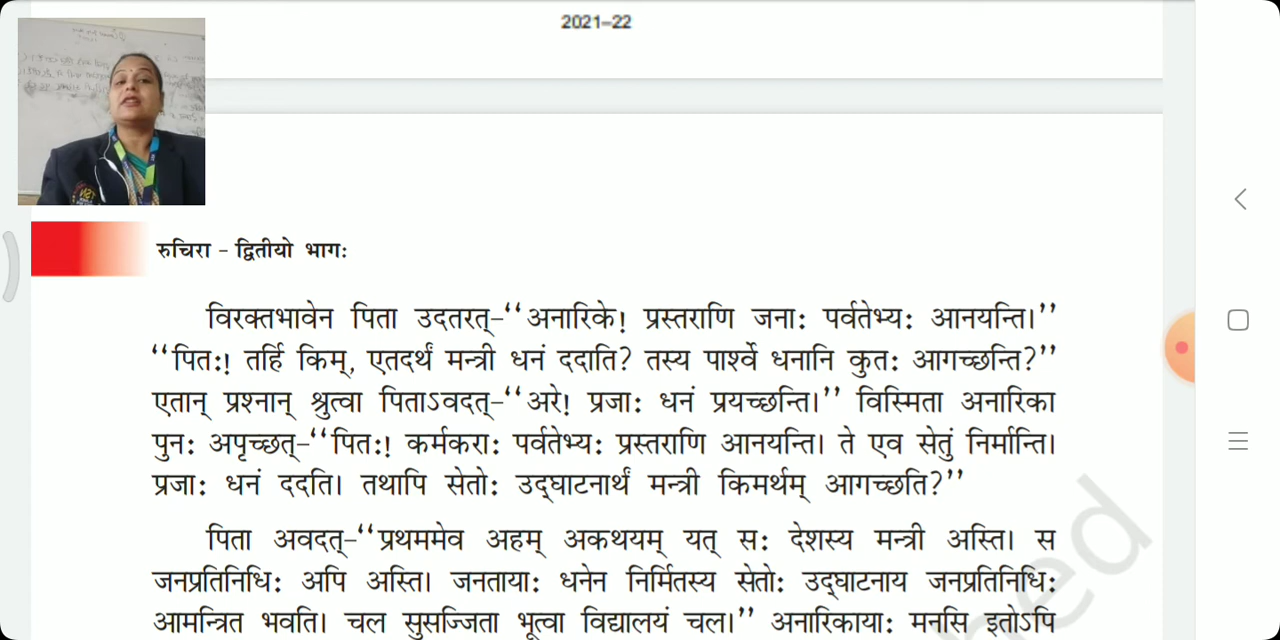 2021–22
रुचिरा – द्वितीयो भागः
विरक्तभावेन पिता उदतरत्–‘‘अनारिके! प्रस्तराणि जनाः पर्वतेभ्यः आनयन्ति।’’
‘‘पितः! तर्हि किम्, एतदर्थं मन्त्री धनं ददाति? तस्य पार्श्वे धनानि कुतः आगच्छन्ति?’’
एतान् प्रश्नान् श्रुत्वा पिताऽवदत्–‘‘अरे! प्रजाः धनं प्रयच्छन्ति।’’ विस्मिता अनारिका
पुनः अपृच्छत्–‘‘पितः! कर्मकराः पर्वतेभ्यः प्रस्तराणि आनयन्ति। ते एव सेतुं निर्मान्ति।
प्रजाः धनं ददति। तथापि सेतोः उद्घाटनार्थं मन्त्री किमर्थम् आगच्छति?’’
पिता अवदत्–‘‘प्रथममेव अहम् अकथयम् यत् सः देशस्य मन्त्री अस्ति। स
जनप्रतिनिधिः अपि अस्ति। जनतायाः धनेन निर्मितस्य सेतोः उद्घाटनाय जनप्रतिनिधिः
आमन्त्रित भवति। चल सुसज्जिता भूत्वा विद्यालयं चल।’’ अनारिकायाः मनसि इतोऽपि
hed